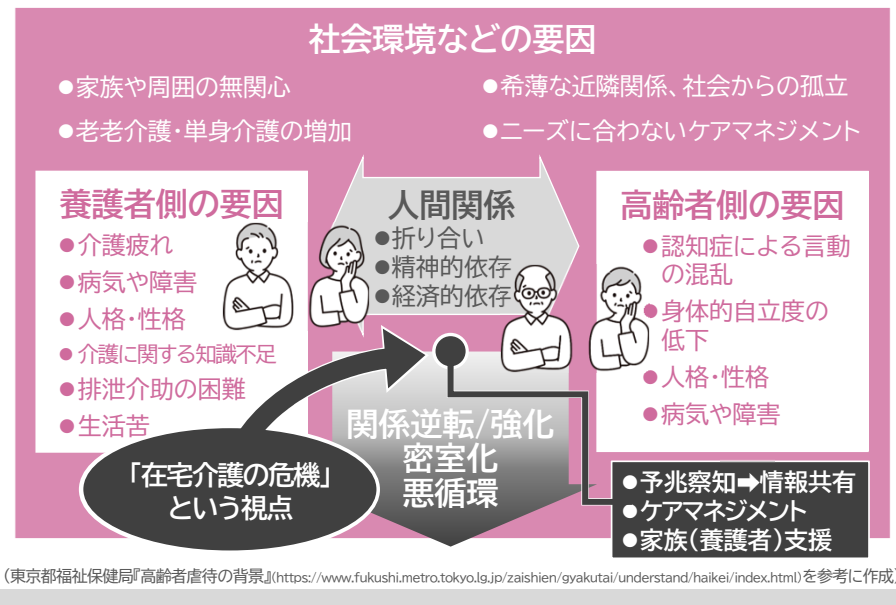 社会環境などの要因
●家族や周囲の無関心
●希薄な近隣関係、社会からの孤立
●老老介護・単身介護の増加
●ニーズに合わないケアマネジメント
養護者側の要因
●介護疲れ
●病気や障害
●人格・性格
●介護に関する知識不足
●排泄介助の困難
●生活苦
人間関係
●折り合い
●精神的依存
●経済的依存
高齢者側の要因
●認知症による言動
の混乱
●身体的自立度の
低下
●人格・性格
●病気や障害
関係逆転/強化
密室化
悪循環
「在宅介護の危機」
という視点
●予兆察知➡情報共有
●ケアマネジメント
●家族(養護者)支援
(東京都福祉保健局『高齢者虐待の背景』(https://www.fukushi.metro.tokyo.lg.jp/zaishien/gyakutai/understand/haikei/index.html)を参考に作成)